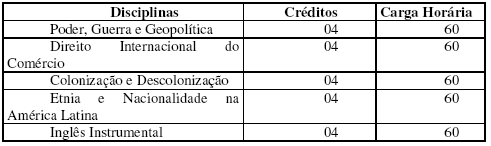 Disciplinas Créditos Carga Horária
Poder, Guerra e Geopolítica 04 60
Direito Internacional do 04 60
Comércio
Colonização e Descolonização 04 60
Etnia e Nacionalidade na 04 60
América Latina
Inglês Instrumental 04 60